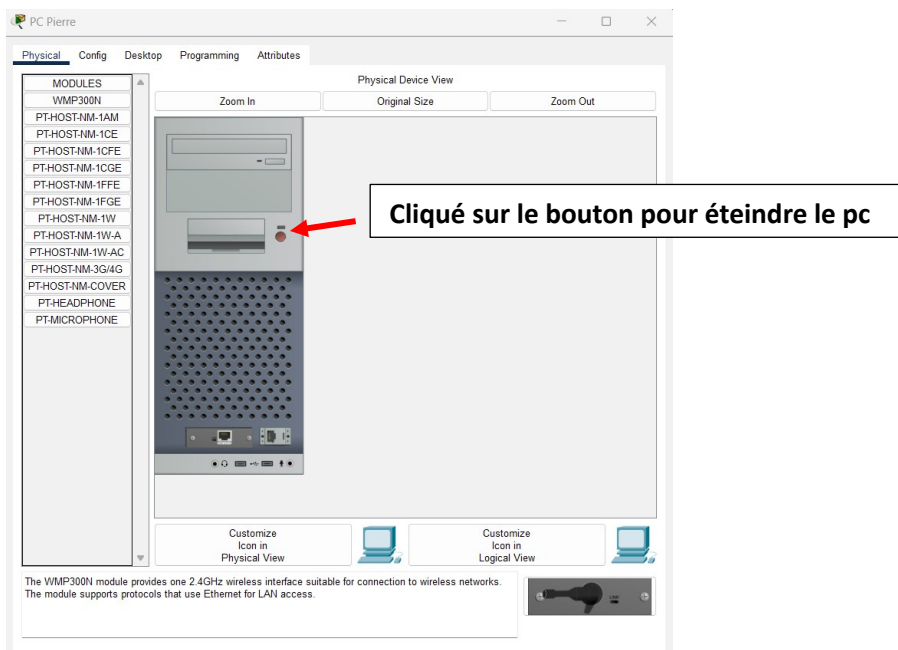 PC Pierre
Physical Config Desktop Programming Attributes
MODULES
WMP300N
PT-HOST-NM-1AM
PT-HOST-NM-1CE
PT-HOST-NM-1CFE
PT-HOST-NM-1CGE
PT-HOST-NM-1FFE
PT-HOST-NM-1FGE
PT-HOST-NM-1W
PT-HOST-NM-1W-A
PT-HOST-NM-1W-AC
PT-HOST-NM-3G/4G
PT-HOST-NM-COVER
PT-HEADPHONE
PT-MICROPHONE
Physical Device View
Zoom In Original Size Zoom Out
Cliqué sur le bouton pour éteindre le pc
Customize
Icon in
Physical View
Customize
Icon in
Logical View
The WMP300N module provides one 2.4GHz wireless interface suitable for connection to wireless networks.
The module supports protocols that use Ethernet for LAN access.